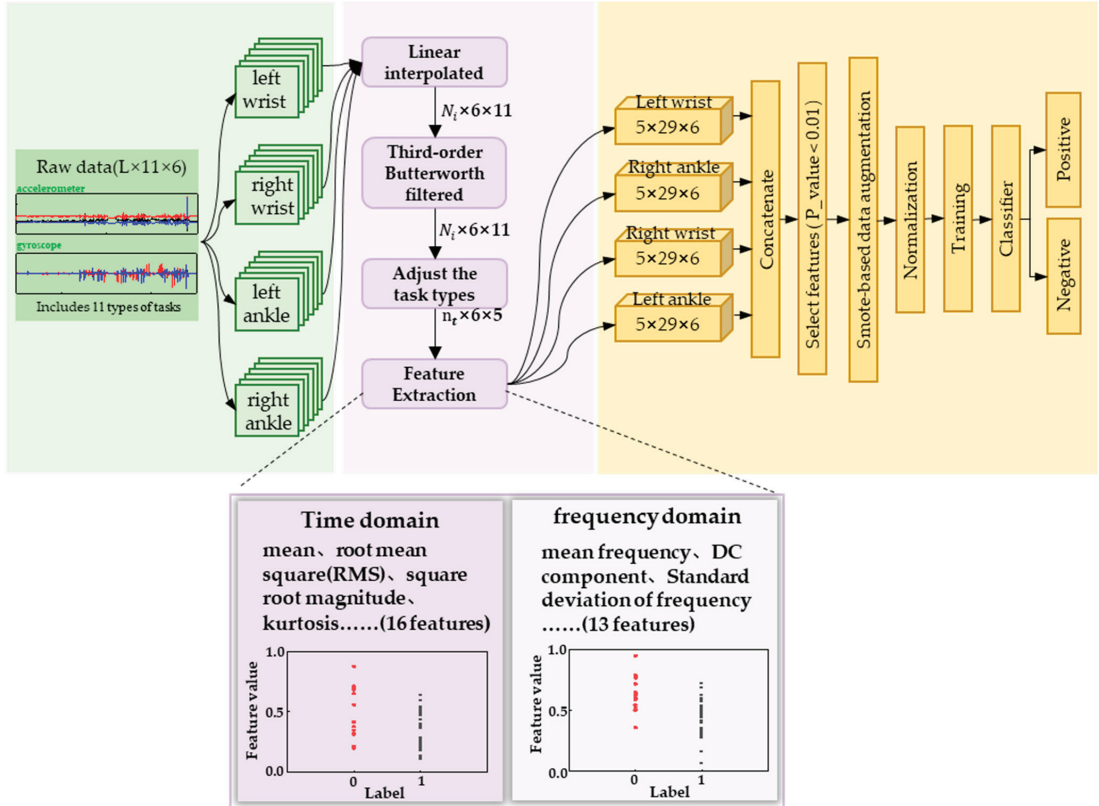 Raw data(L×11×6)
accelerometer
gyroscope
Includes 11 types of tasks
left
wrist
right
wrist
left
ankle
right
ankle
Linear
interpolated
N_i×6×11
Third-order
Butterworth
filtered
N_i×6×11
Adjust the
task types
n_t×6×5
Feature
Extraction
Left wrist
5×29×6
Right ankle
5×29×6
Right wrist
5×29×6
Left ankle
5×29×6
Concatenate
Select features ( P_value < 0.01)
Smote-based data augmentation
Normalization
Training
Classifier
Positive
Negative
Time domain
mean、root mean
square(RMS)、square
root magnitude、
kurtosis……(16 features)
1.0
0.5
0.0
Feature value
0
1
Label
frequency domain
mean frequency、DC
component、Standard
deviation of frequency
……(13 features)
1.0
0.5
0.0
Feature value
0
1
Label